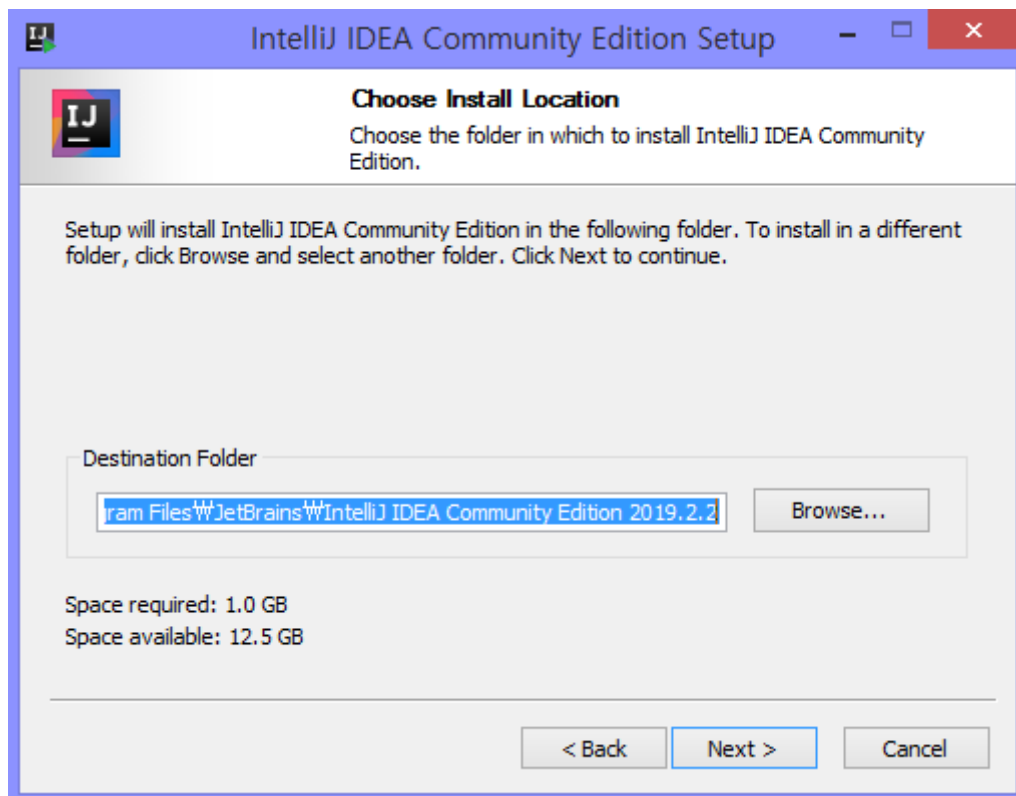 IntelliJ IDEA Community Edition Setup
IJ
Choose Install Location
Choose the folder in which to install IntelliJ IDEA Community
Edition.
Setup will install IntelliJ IDEA Community Edition in the following folder. To install in a different
folder, click Browse and select another folder. Click Next to continue.
Destination Folder
ram Files₩JetBrains₩IntelliJ IDEA Community Edition 2019.2.2
Browse...
Space required: 1.0 GB
Space available: 12.5 GB
< Back
Next >
Cancel